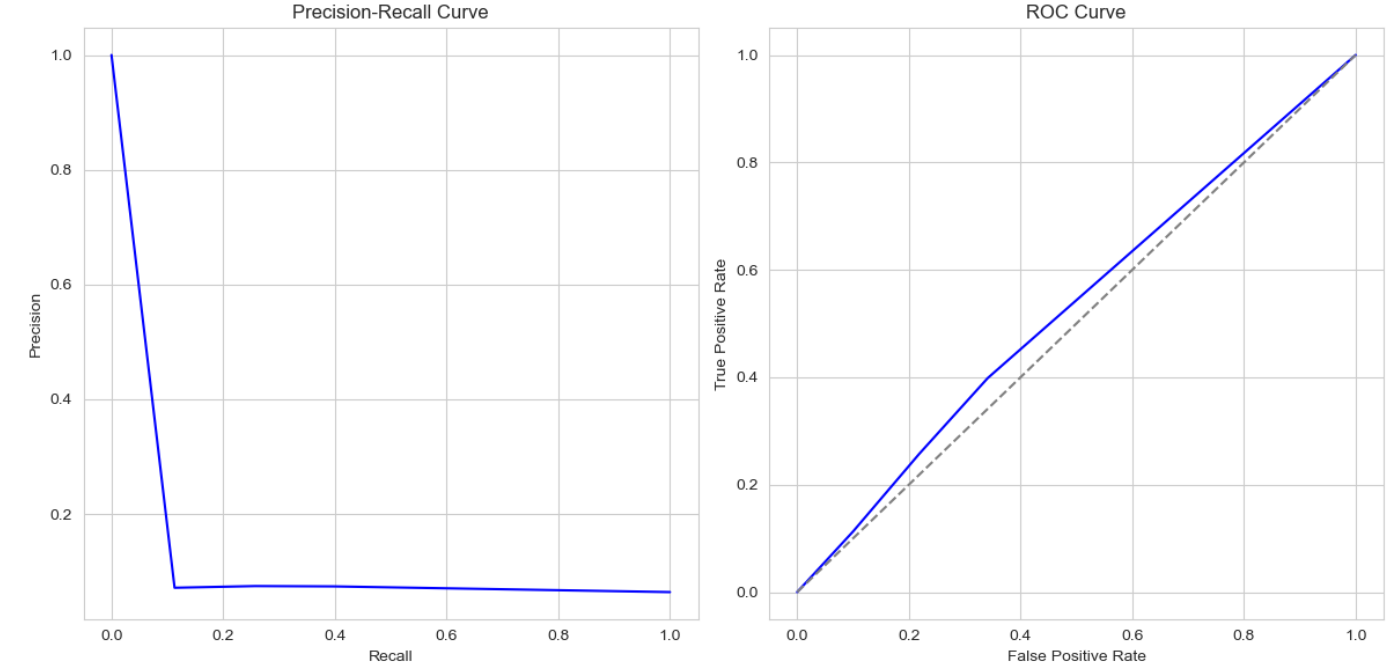 Precision-Recall Curve
1.0
0.8
0.6
0.4
0.2
Precision
0.0 0.2 0.4 0.6 0.8 1.0
Recall
ROC Curve
1.0
0.8
0.6
0.4
0.2
0.0
True Positive Rate
0.0 0.2 0.4 0.6 0.8 1.0
False Positive Rate